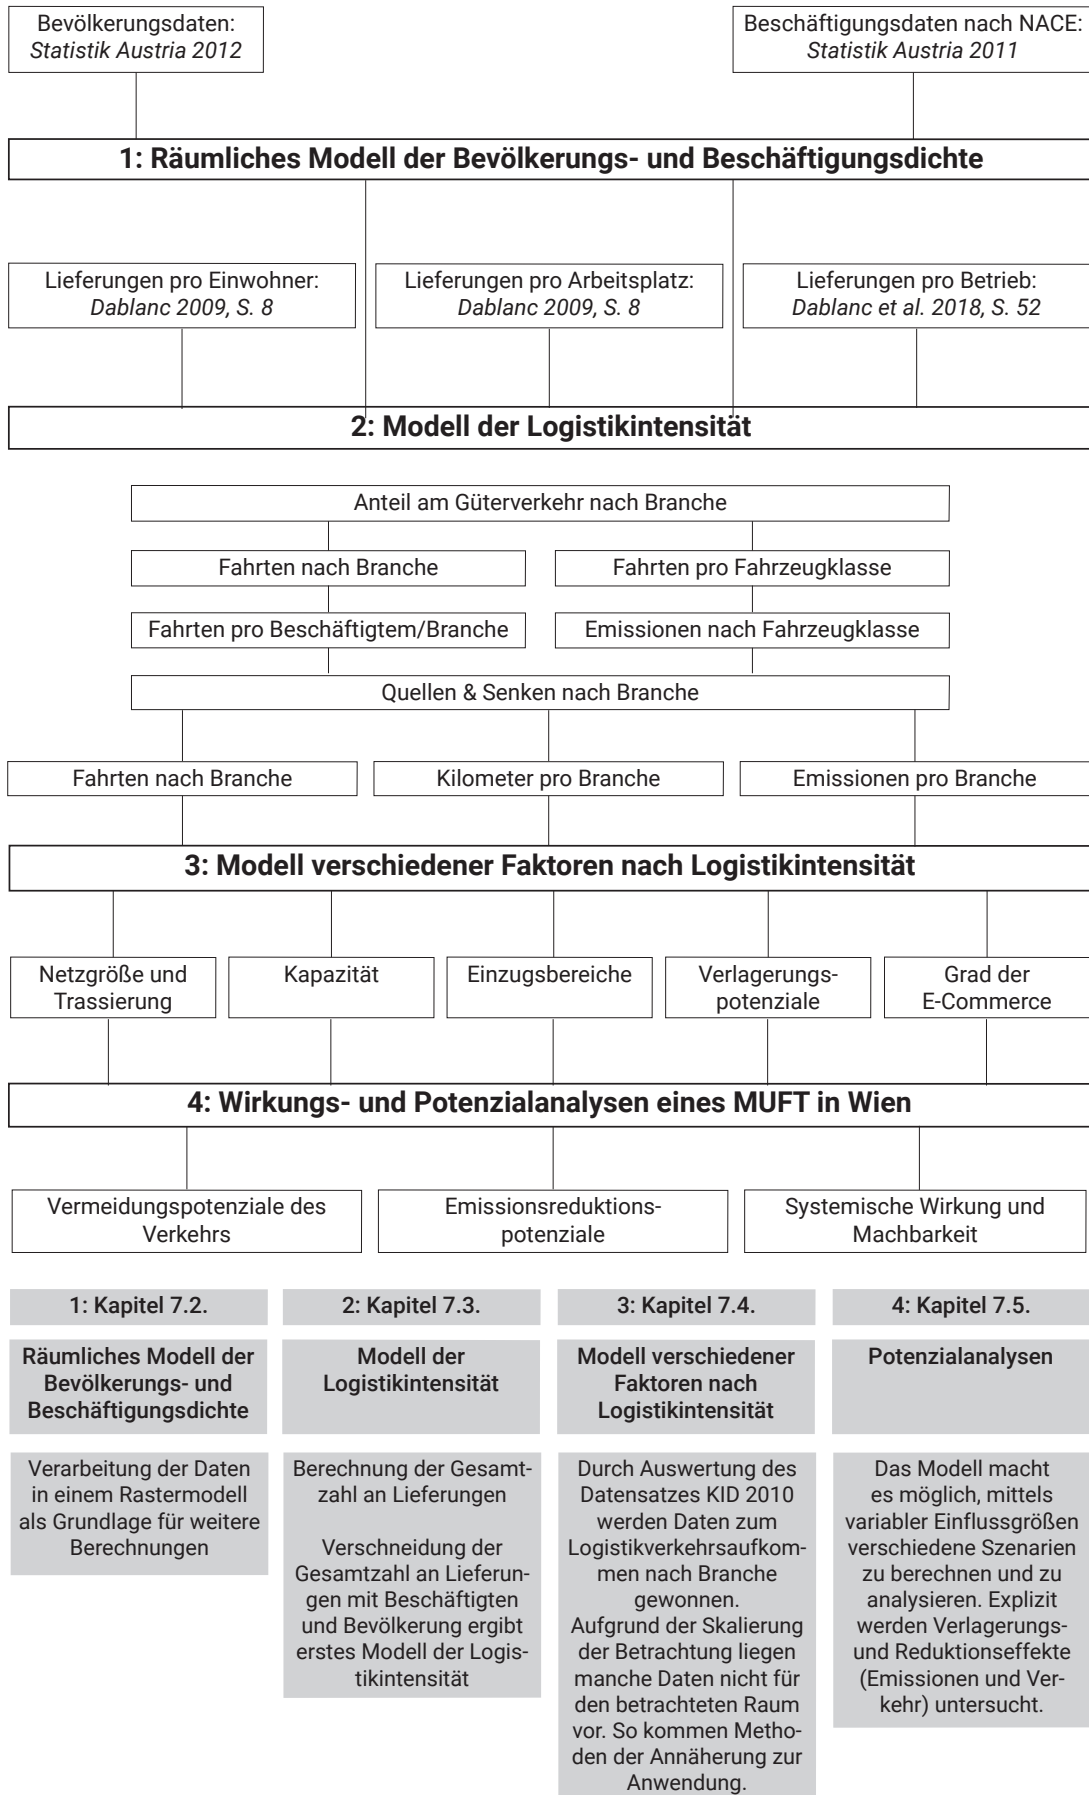 Bevölkerungsdaten:
Statistik Austria 2012
Beschäftigungsdaten nach NACE:
Statistik Austria 2011
1: Räumliches Modell der Bevölkerungs- und Beschäftigungsdichte
Lieferungen pro Einwohner:
Dablanc 2009, S. 8
Lieferungen pro Arbeitsplatz:
Dablanc 2009, S. 8
Lieferungen pro Betrieb:
Dablanc et al. 2018, S. 52
2: Modell der Logistikintensität
Anteil am Güterverkehr nach Branche
Fahrten nach Branche
Fahrten pro Fahrzeugklasse
Fahrten pro Beschäftigtem/Branche
Emissionen nach Fahrzeugklasse
Quellen & Senken nach Branche
Fahrten nach Branche
Kilometer pro Branche
Emissionen pro Branche
3: Modell verschiedener Faktoren nach Logistikintensität
Netzgröße und
Trassierung
Kapazität
Einzugsbereiche
Verlagerungs-
potenziale
Grad der
E-Commerce
4: Wirkungs- und Potenzialanalysen eines MUFT in Wien
Vermeidungspotenziale des
Verkehrs
Emissionsreduktions-
potenziale
Systemische Wirkung und
Machbarkeit
1: Kapitel 7.2.
Räumliches Modell der
Bevölkerungs- und
Beschäftigungsdichte
Verarbeitung der Daten
in einem Rastermodell
als Grundlage für weitere
Berechnungen
2: Kapitel 7.3.
Modell der
Logistikintensität
Berechnung der Gesamt-
zahl an Lieferungen
Verschneidung der
Gesamtzahl an Lieferun-
gen mit Beschäftigten
und Bevölkerung ergibt
erstes Modell der Logis-
tikintensität
3: Kapitel 7.4.
Modell verschiedener
Faktoren nach
Logistikintensität
Durch Auswertung des
Datensatzes KID 2010
werden Daten zum
Logistikverkehrsaufkom-
men nach Branche
gewonnen.
Aufgrund der Skalierung
der Betrachtung liegen
manche Daten nicht für
den betrachteten Raum
vor. So kommen Metho-
den der Annäherung zur
Anwendung.
4: Kapitel 7.5.
Potenzialanalysen
Das Modell macht
es möglich, mittels
variabler Einflussgrößen
verschiedene Szenarien
zu berechnen und zu
analysieren. Explizit
werden Verlagerungs-
und Reduktionseffekte
(Emissionen und Ver-
kehr) untersucht.